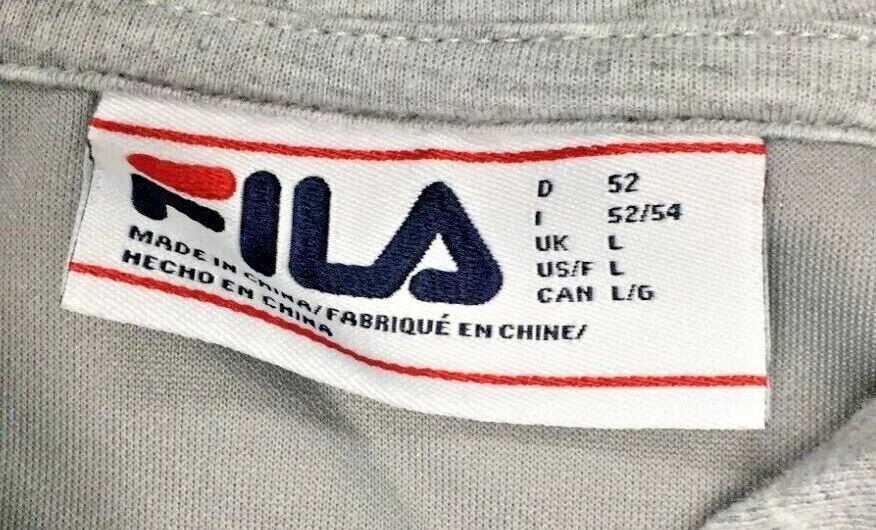 FILA
MADE IN CHINA/FABRIQUÉ EN CHINE/
HECHO EN CHINA
D 52
I 52/54
UK L
US/F L
CAN L/G